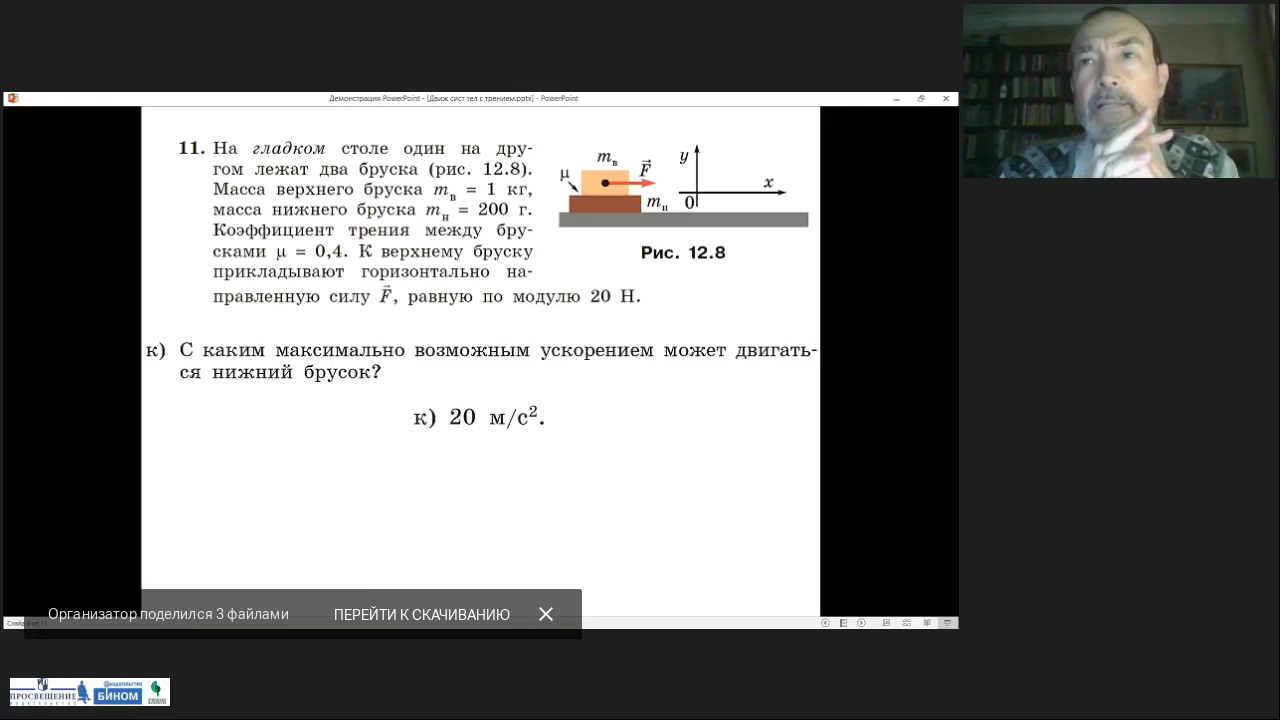 Демонстрация PowerPoint - [Движ сист тел с трением.pptx] - PowerPoint
11. На гладком столе один на дру-
гом лежат два бруска (рис. 12.8).
Масса верхнего бруска mв = 1 кг,
масса нижнего бруска mн = 200 г.
Коэффициент трения между бру-
сками μ = 0,4. К верхнему бруску
прикладывают горизонтально на-
правленную силу F⃗, равную по модулю 20 Н.
mв
μ
F⃗
mн
y
x
0
Рис. 12.8
к) С каким максимально возможным ускорением может двигать-
ся нижний брусок?
к) 20 м/с².
Организатор поделился 3 файлами
ПЕРЕЙТИ К СКАЧИВАНИЮ
ПРОСВЕЩЕНИЕ
ИЗДАТЕЛЬСТВО
БИНОМ